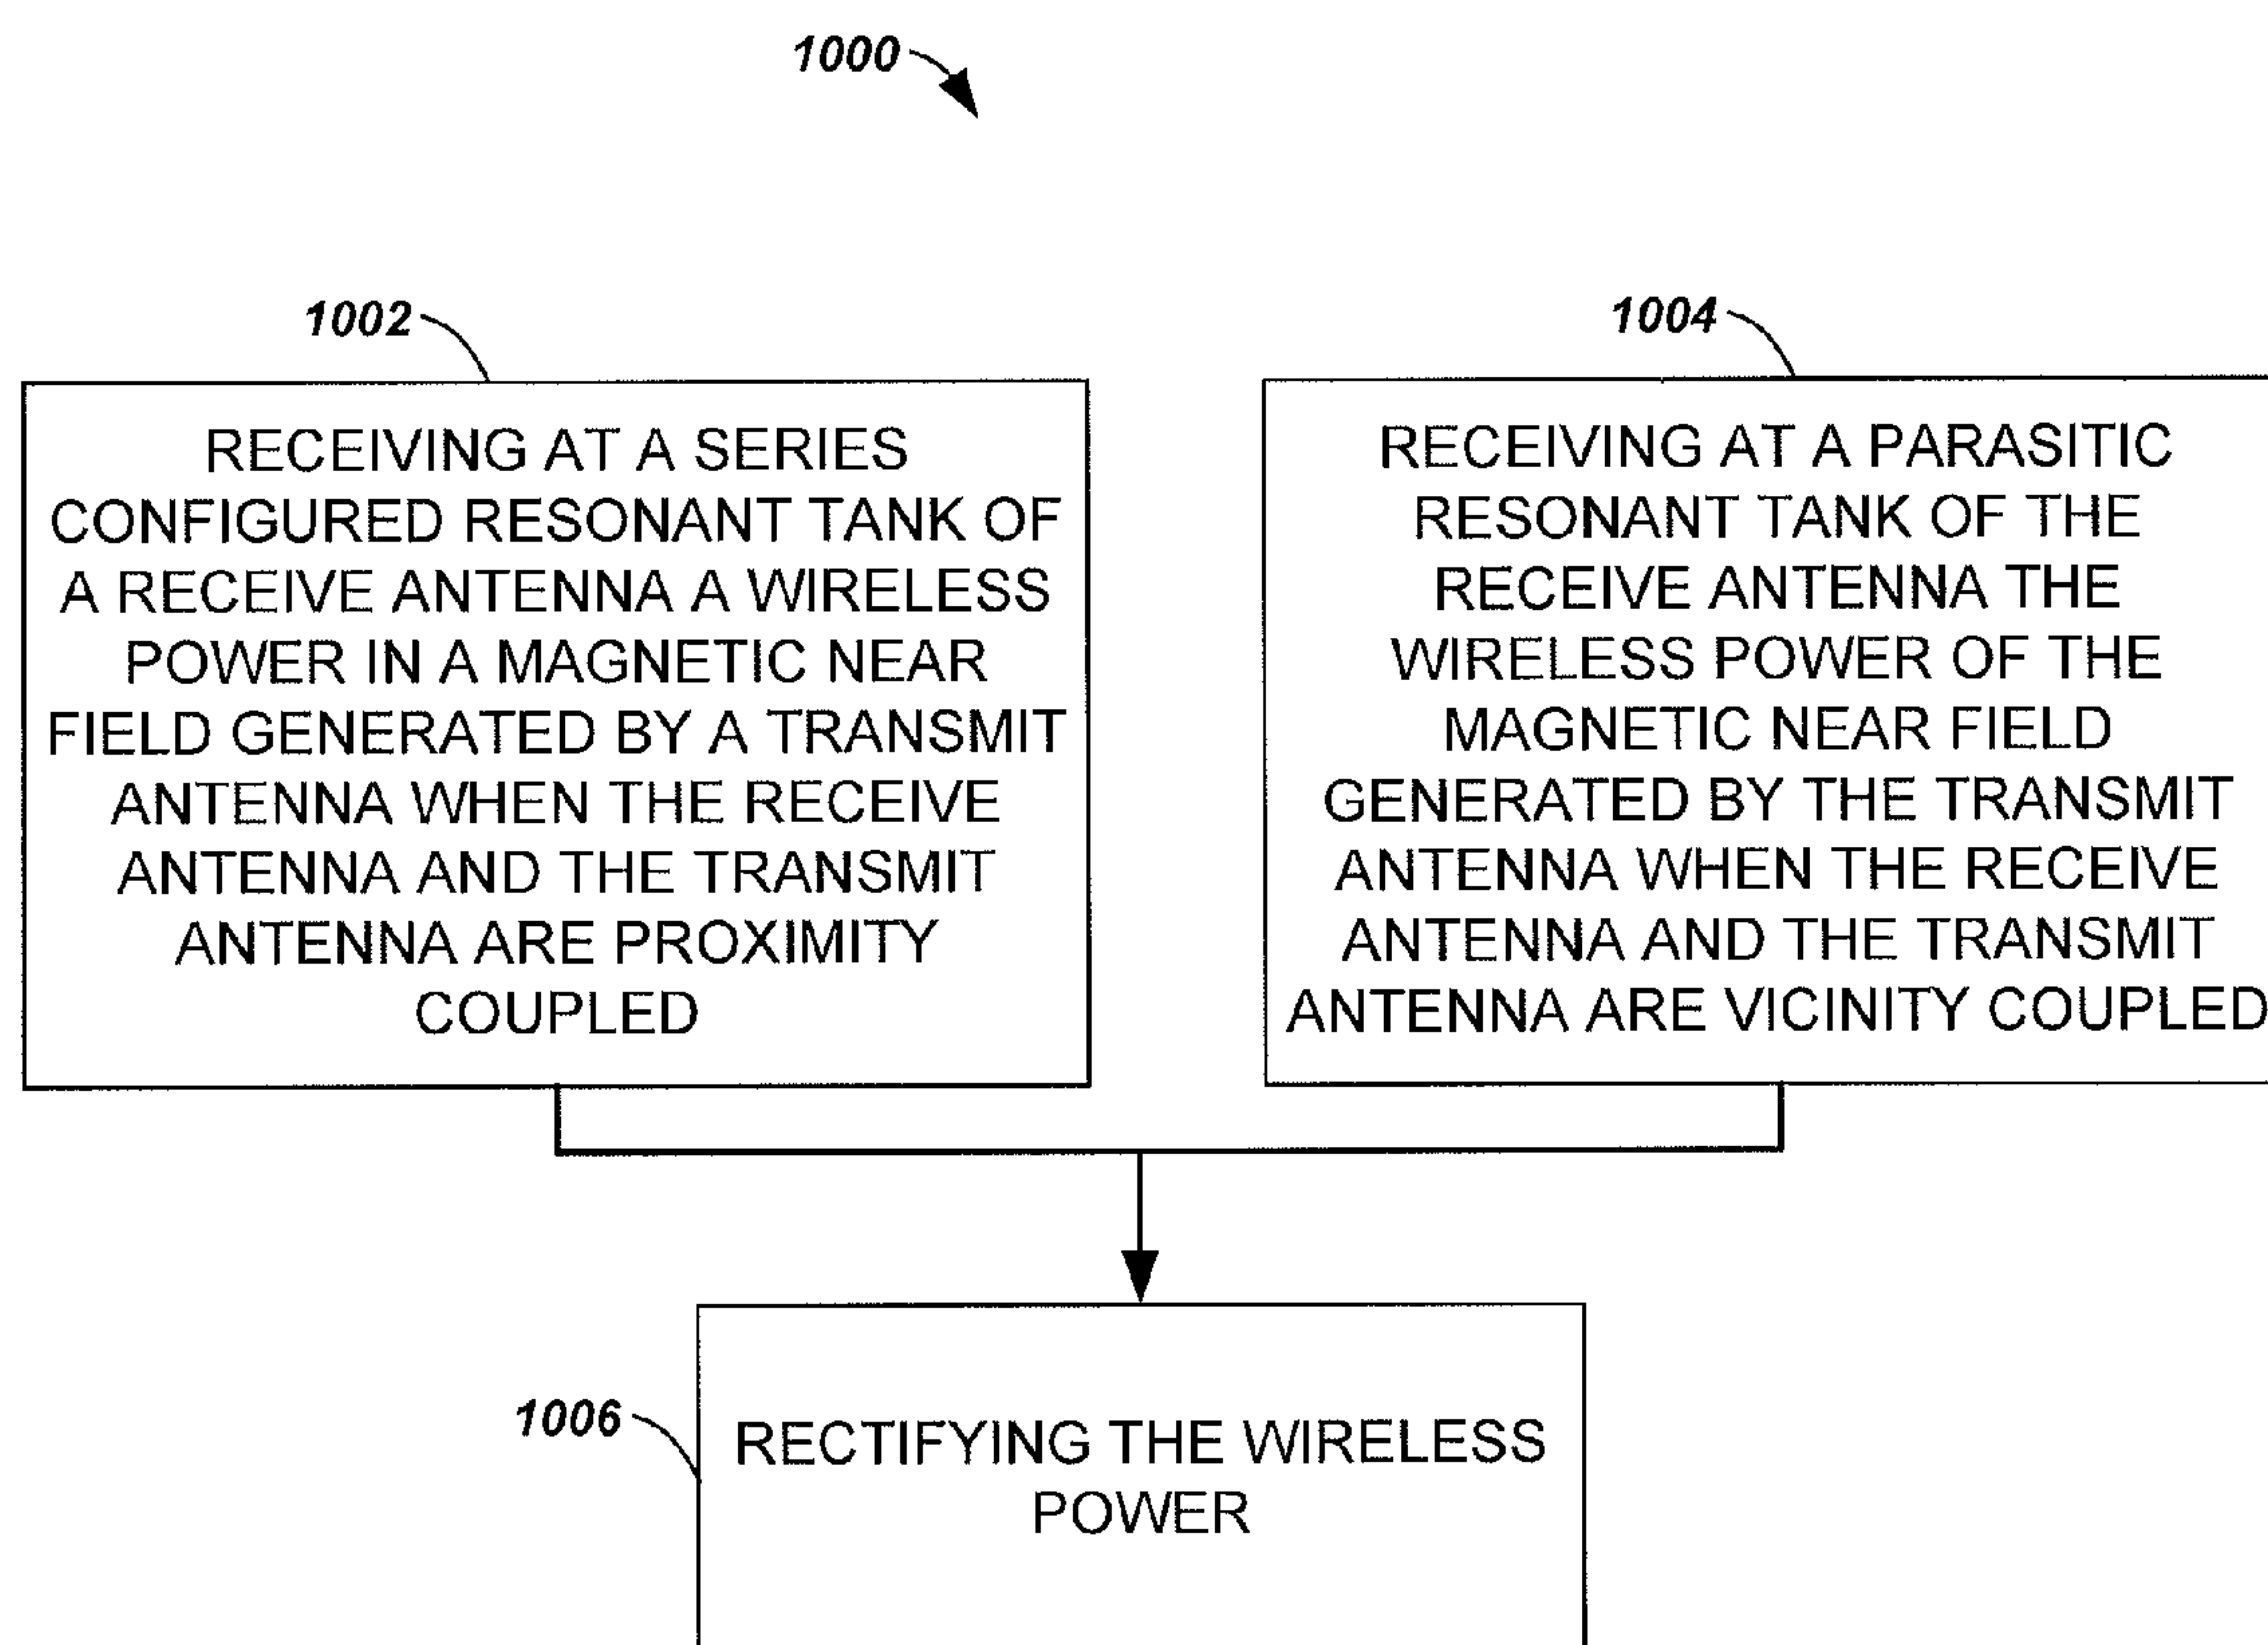 1000
1002
RECEIVING AT A SERIES
CONFIGURED RESONANT TANK OF
A RECEIVE ANTENNA A WIRELESS
POWER IN A MAGNETIC NEAR
FIELD GENERATED BY A TRANSMIT
ANTENNA WHEN THE RECEIVE
ANTENNA AND THE TRANSMIT
ANTENNA ARE PROXIMITY
COUPLED
1004
RECEIVING AT A PARASITIC
RESONANT TANK OF THE
RECEIVE ANTENNA THE
WIRELESS POWER OF THE
MAGNETIC NEAR FIELD
GENERATED BY THE TRANSMIT
ANTENNA WHEN THE RECEIVE
ANTENNA AND THE TRANSMIT
ANTENNA ARE VICINITY COUPLED
1006
RECTIFYING THE WIRELESS
POWER